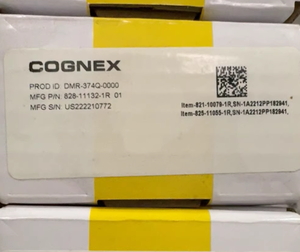 COGNEX
PROD ID DMR-374Q-0000
MFG P/N 828-11132-1R 01
MFG S/N US222210772
Item-821-10078-1R,SN-1A2212PP182941,
Item-825-11055-1R,SN-1A2212PP182941,